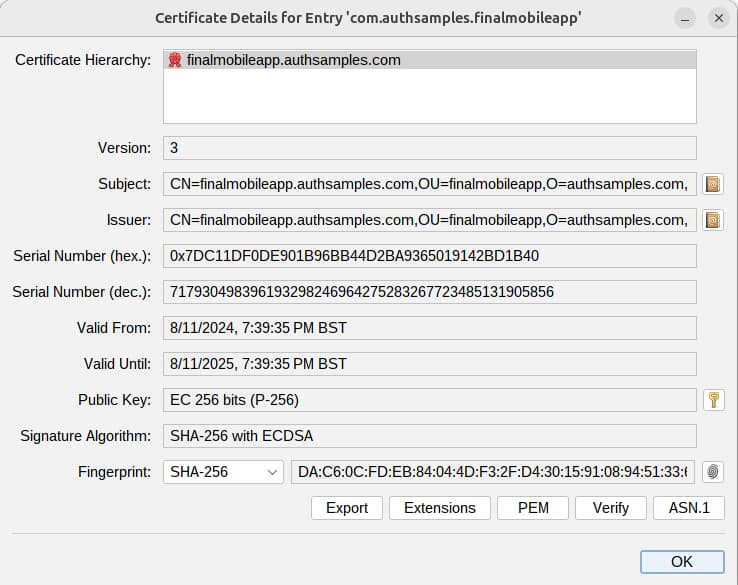 Certificate Details for Entry 'com.authsamples.finalmobileapp'
Certificate Hierarchy: finalmobileapp.authsamples.com
Version: 3
Subject: CN=finalmobileapp.authsamples.com,OU=finalmobileapp,O=authsamples.com,
Issuer: CN=finalmobileapp.authsamples.com,OU=finalmobileapp,O=authsamples.com,
Serial Number (hex.): 0x7DC11DF0DE901B96BB44D2BA9365019142BD1B40
Serial Number (dec.): 717930498396193298246964275283267723485131905856
Valid From: 8/11/2024, 7:39:35 PM BST
Valid Until: 8/11/2025, 7:39:35 PM BST
Public Key: EC 256 bits (P-256)
Signature Algorithm: SHA-256 with ECDSA
Fingerprint: SHA-256 DA:C6:0C:FD:EB:84:04:4D:F3:2F:D4:30:15:91:08:94:51:33:
Export Extensions PEM Verify ASN.1
OK